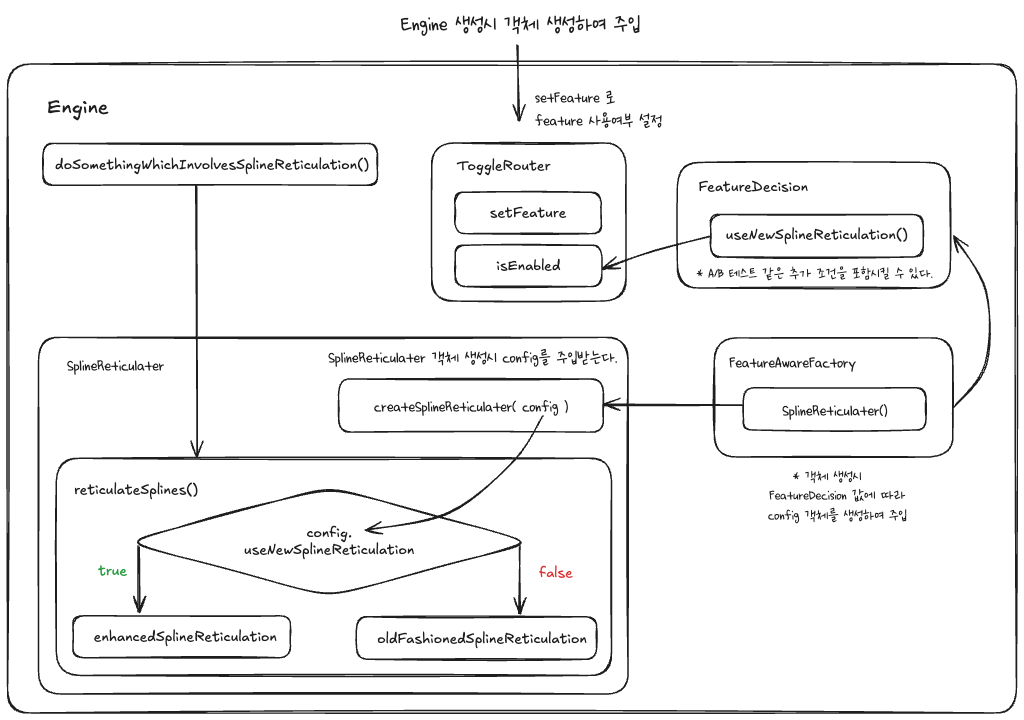 Engine 생성시 객체 생성하여 주입
Engine
setFeature 로
feature 사용여부 설정
doSomethingWhichInvolvesSplineReticulation()
ToggleRouter
setFeature
isEnabled
FeatureDecision
useNewSplineReticulation()
* A/B 테스트 같은 추가 조건을 포함시킬 수 있다.
SplineReticulater
SplineReticulater 객체 생성시 config를 주입받는다.
createSplineReticulater( config )
FeatureAwareFactory
SplineReticulater()
* 객체 생성시
FeatureDecision 값에 따라
config 객체를 생성하여 주입
reticulateSplines()
config.
useNewSplineReticulation
true
false
enhancedSplineReticulation
oldFashionedSplineReticulation